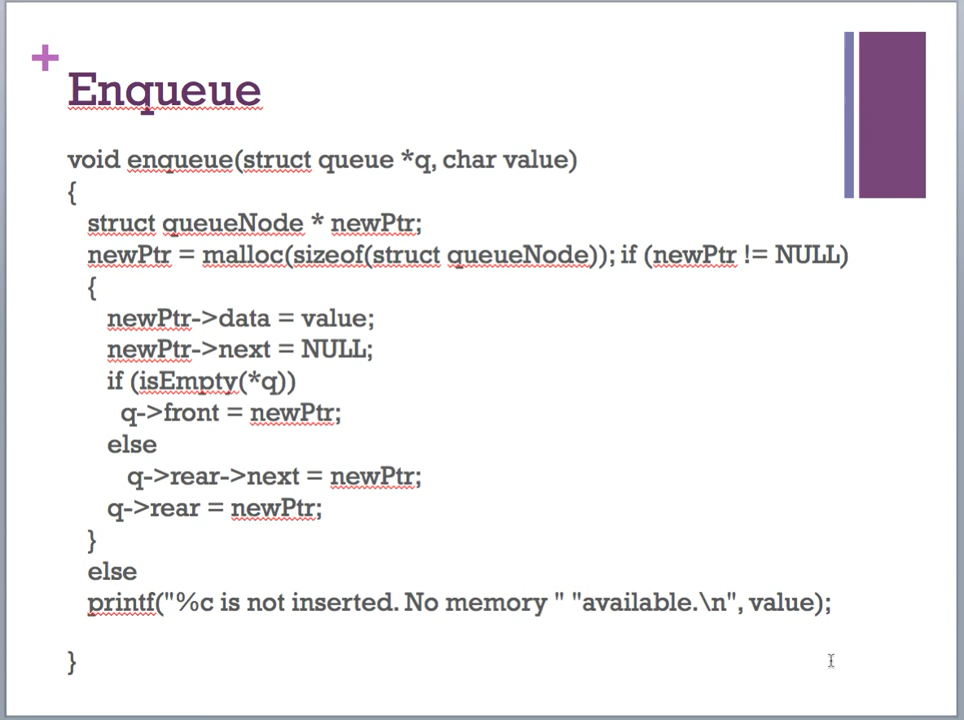 +
Enqueue
void enqueue(struct queue *q, char value)
{
struct queueNode * newPtr;
newPtr = malloc(sizeof(struct queueNode)); if (newPtr != NULL)
{
newPtr->data = value;
newPtr->next = NULL;
if (isEmpty(*q))
q->front = newPtr;
else
q->rear->next = newPtr;
q->rear = newPtr;
}
else
printf("%c is not inserted. No memory " "available.\n", value);
}